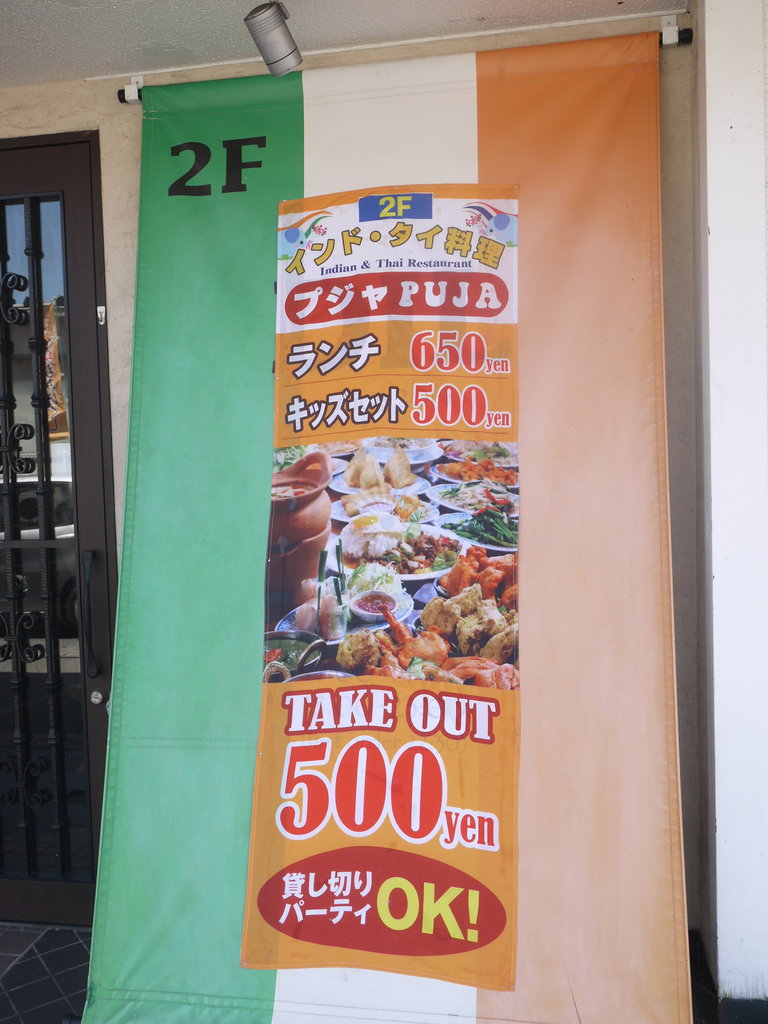 2F
2F
インド・タイ料理
Indian & Thai Restaurant
プジャ PUJA
ランチ 650yen
キッズセット 500yen
TAKE OUT
500yen
貸し切り
パーティ OK!